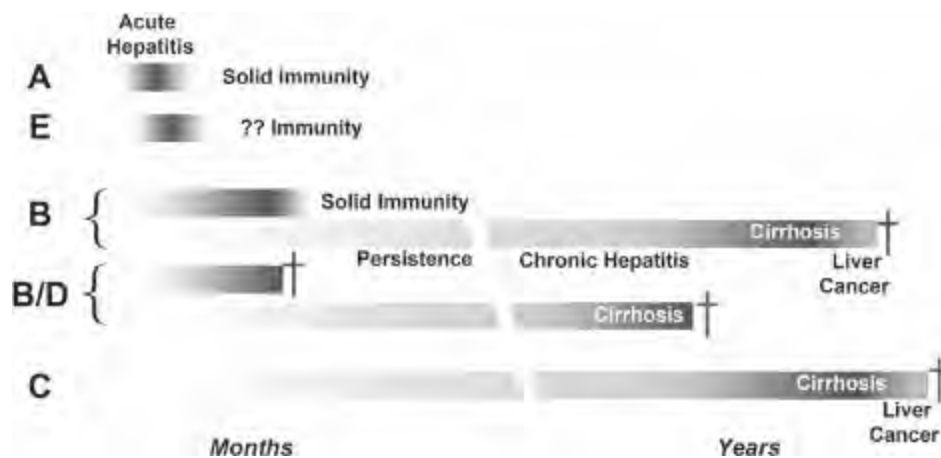 Acute
Hepatitis
A
Solid Immunity
E
?? Immunity
B
Solid Immunity
Cirrhosis
Persistence
Chronic Hepatitis
Liver
Cancer
B/D
Cirrhosis
C
Cirrhosis
Liver
Cancer
Months
Years